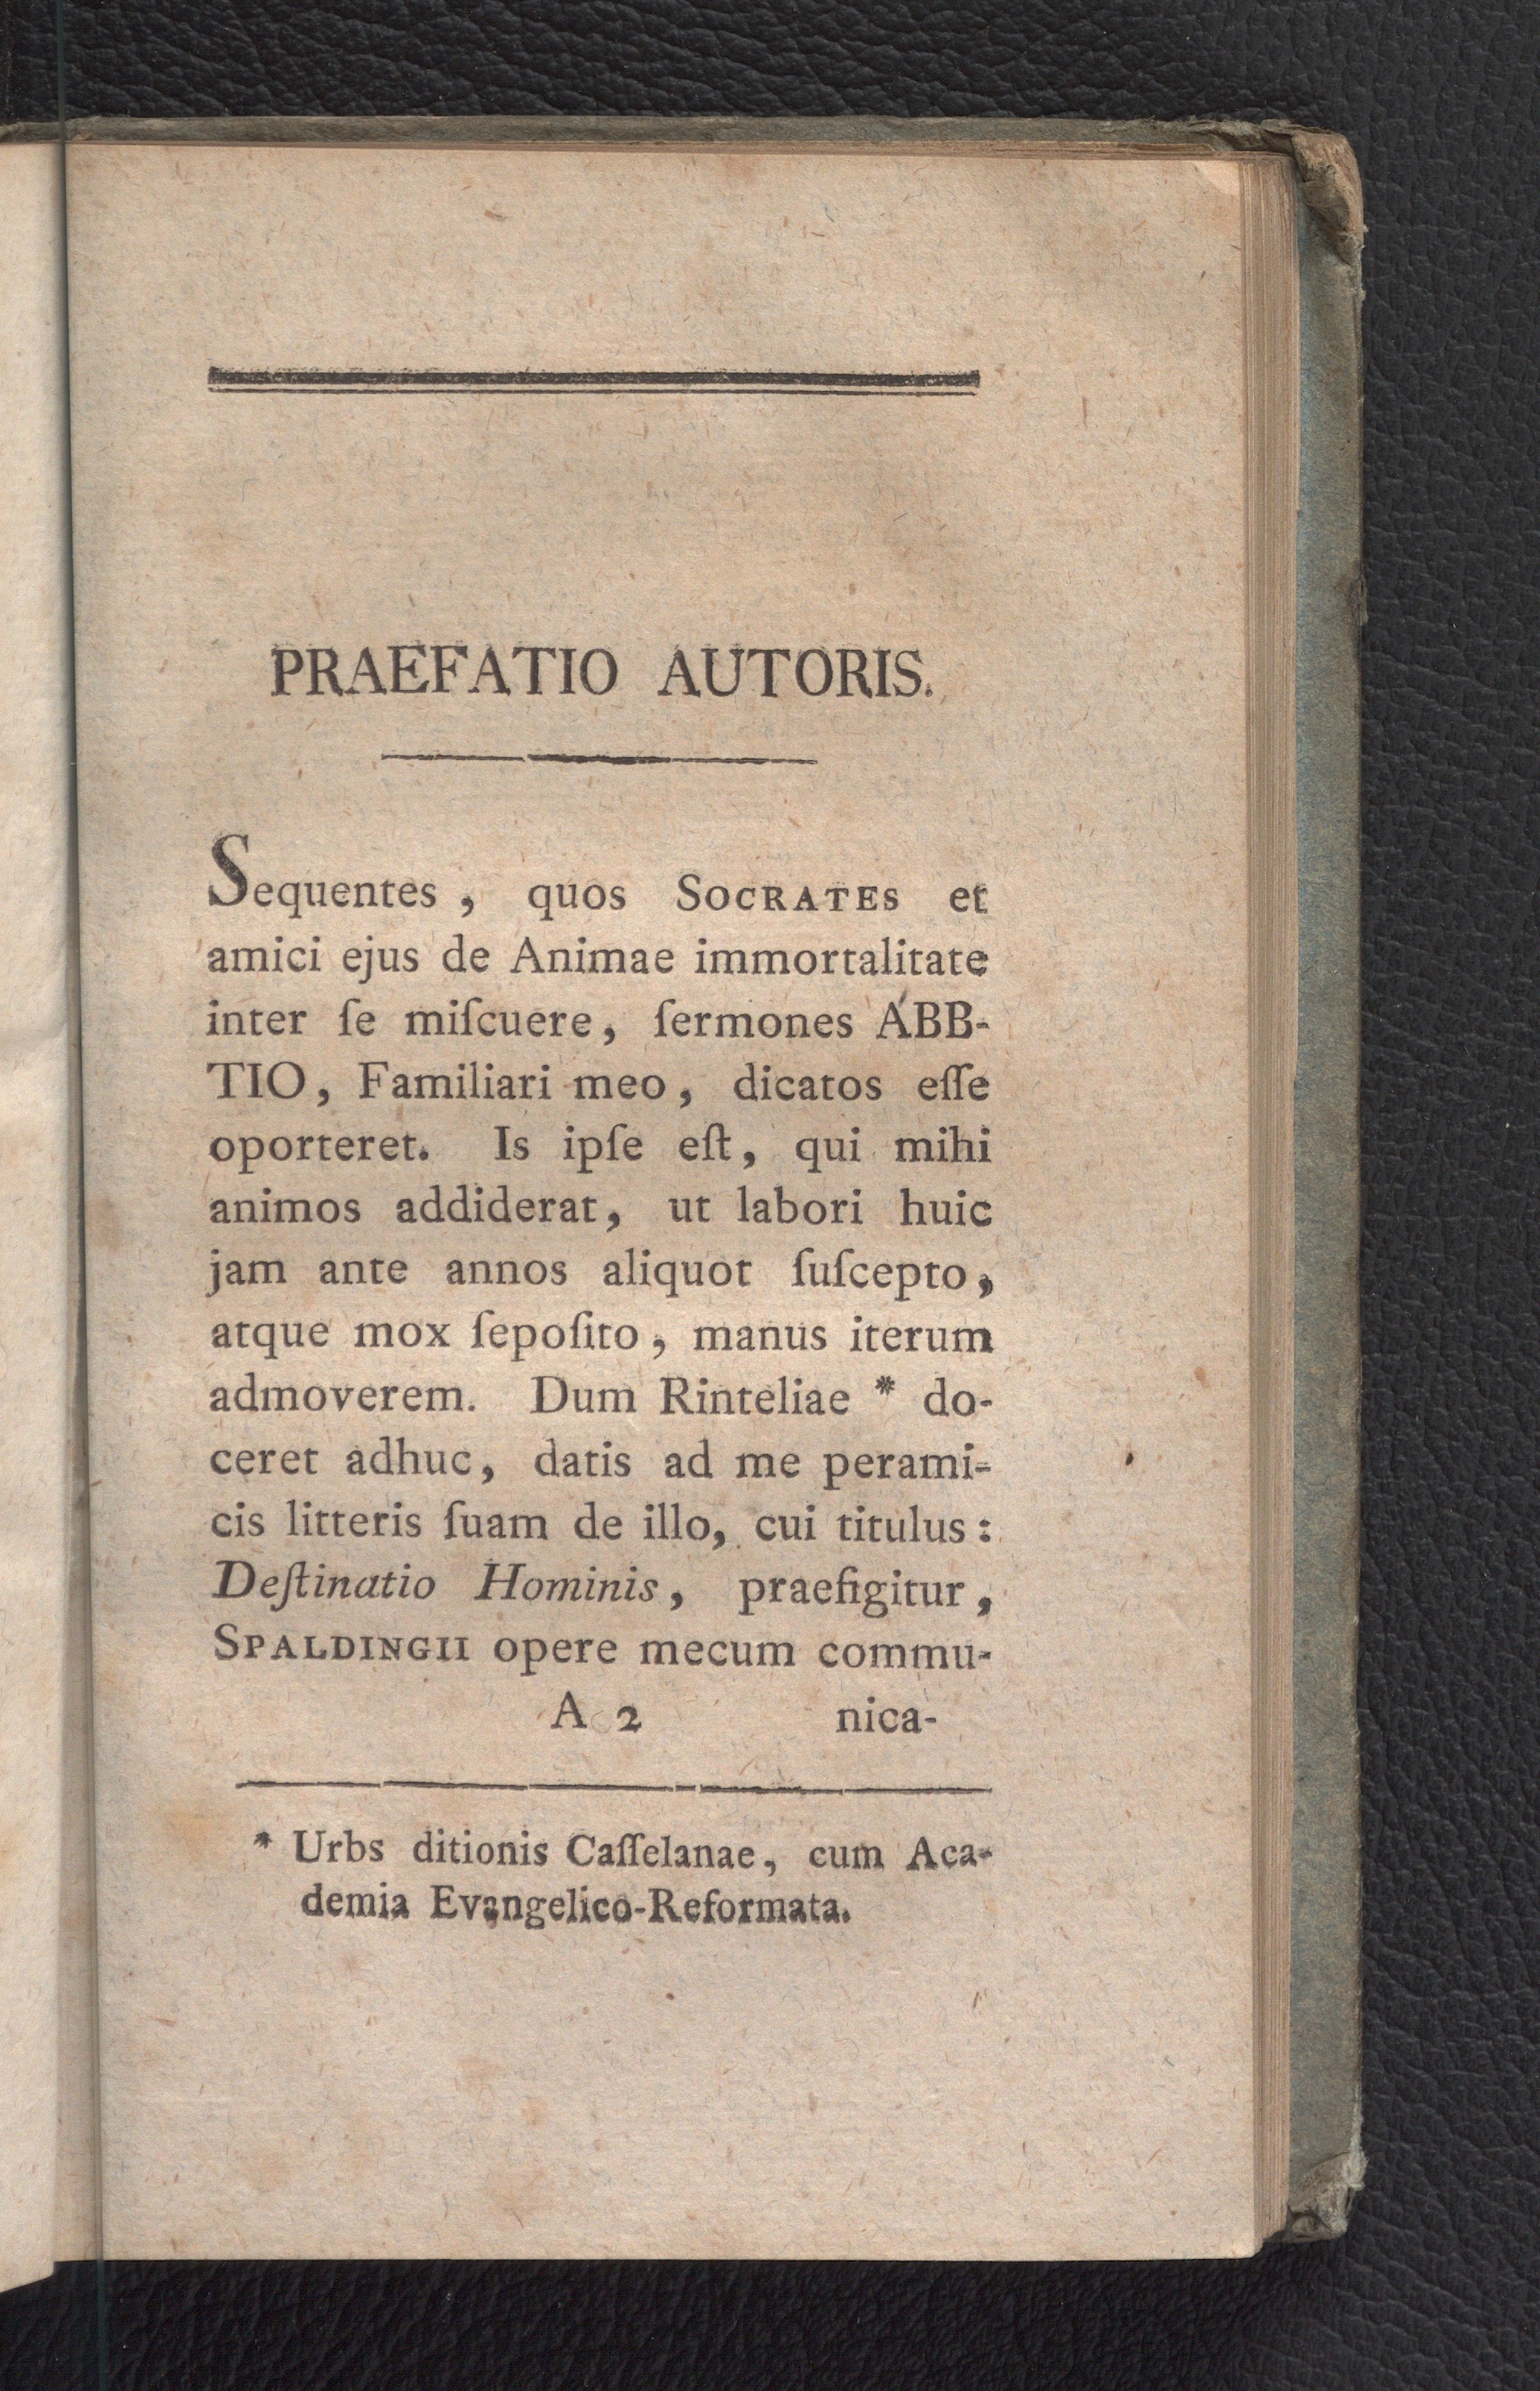 PRAEFATIO AUTORIS.
Sequentes, quos SOCRATES et
amici ejus de Animae immortalitate
inter ſe miſcuere, ſermones ABB-
TIO, Familiari meo, dicatos eſſe
oporteret. Is ipſe eſt, qui mihi
animos addiderat, ut labori huic
jam ante annos aliquot ſuſcepto,
atque mox ſepoſito, manus iterum
admoverem. Dum Rinteliae * do-
ceret adhuc, datis ad me perami-
cis litteris ſuam de illo, cui titulus:
Deſtinatio Hominis, praefigitur,
SPALDINGII opere mecum commu-
A 2 nica-
* Urbs ditionis Caſſelanae, cum Aca-
demia Evangelico-Reformata.